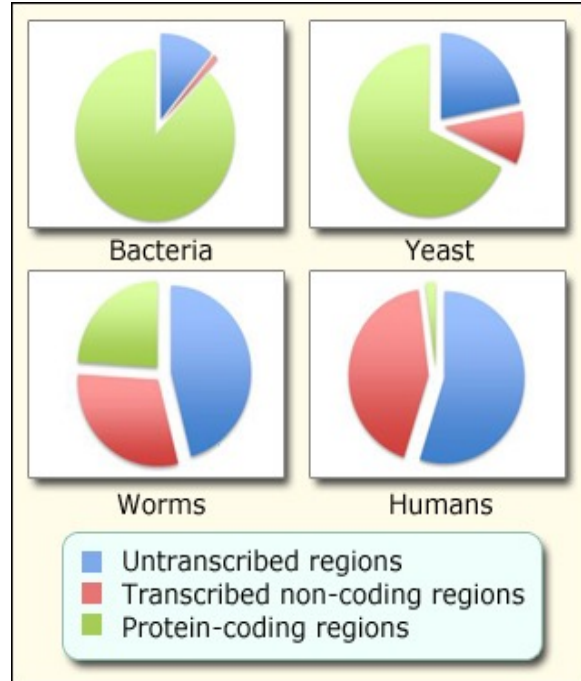 Bacteria
Yeast
Worms
Humans
Untranscribed regions
Transcribed non-coding regions
Protein-coding regions